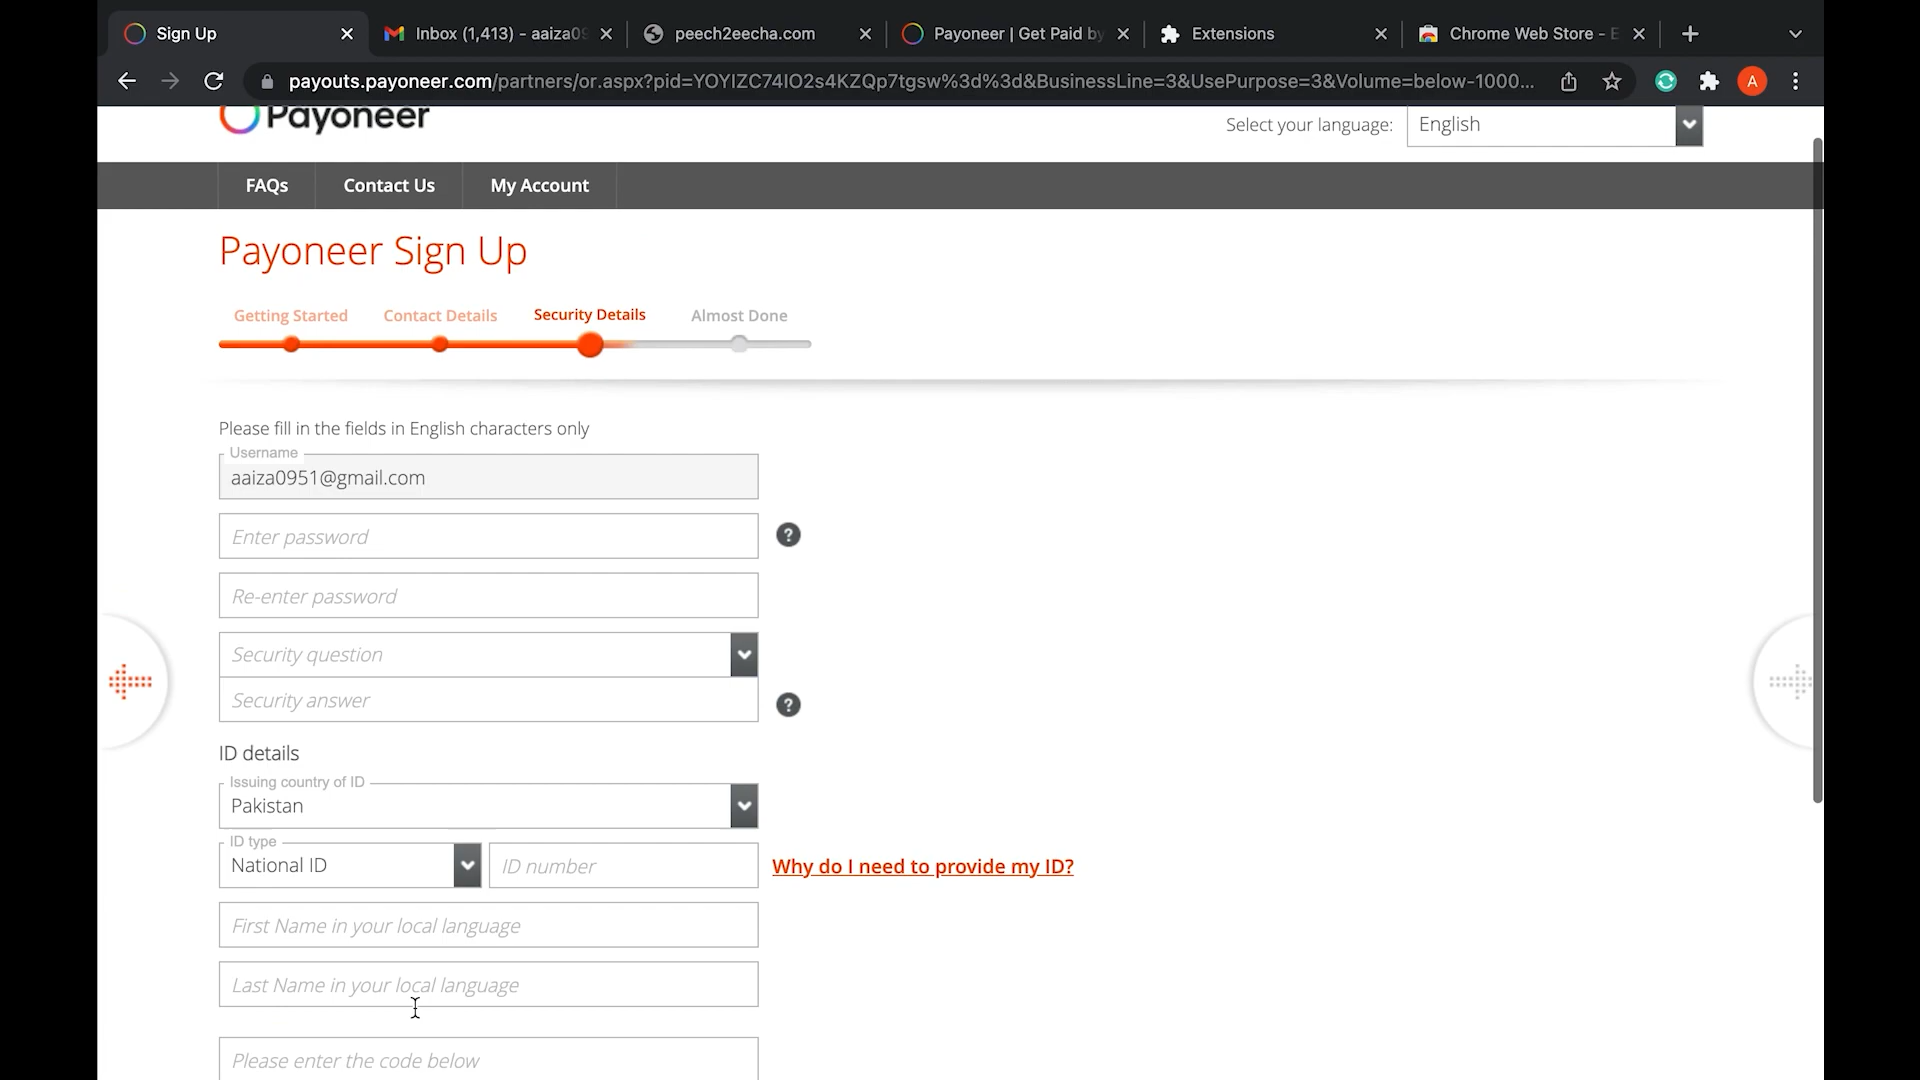 Sign Up
Inbox (1,413) - aaiza09
peech2eecha.com
Payoneer | Get Paid by
Extensions
Chrome Web Store - E
payouts.payoneer.com/partners/or.aspx?pid=YOYIZC74IO2s4KZQp7tgsw%3d%3d&BusinessLine=3&UsePurpose=3&Volume=below-1000...
A
Payoneer
Select your language:
English
FAQs
Contact Us
My Account
Payoneer Sign Up
Getting Started
Contact Details
Security Details
Almost Done
Please fill in the fields in English characters only
Username
aaiza0951@gmail.com
Enter password
?
Re-enter password
Security question
Security answer
?
ID details
Issuing country of ID
Pakistan
ID type
National ID
ID number
Why do I need to provide my ID?
First Name in your local language
Last Name in your local language
Please enter the code below